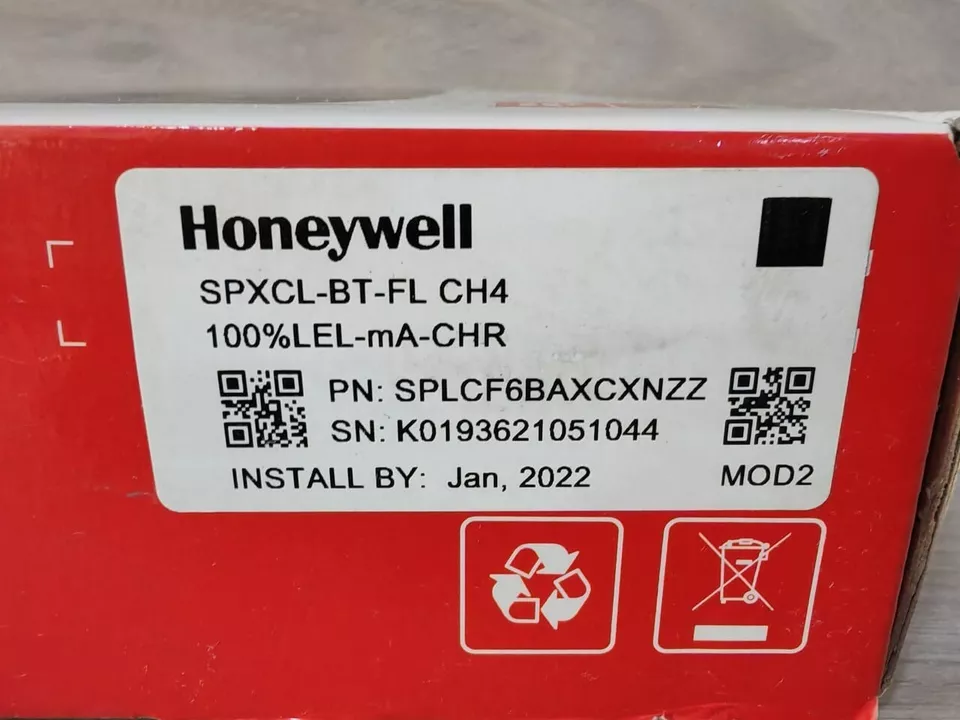 Honeywell
SPXCL-BT-FL CH4
100%LEL-mA-CHR
PN: SPLCF6BAXCXNZZ
SN: K0193621051044
INSTALL BY: Jan, 2022
MOD2